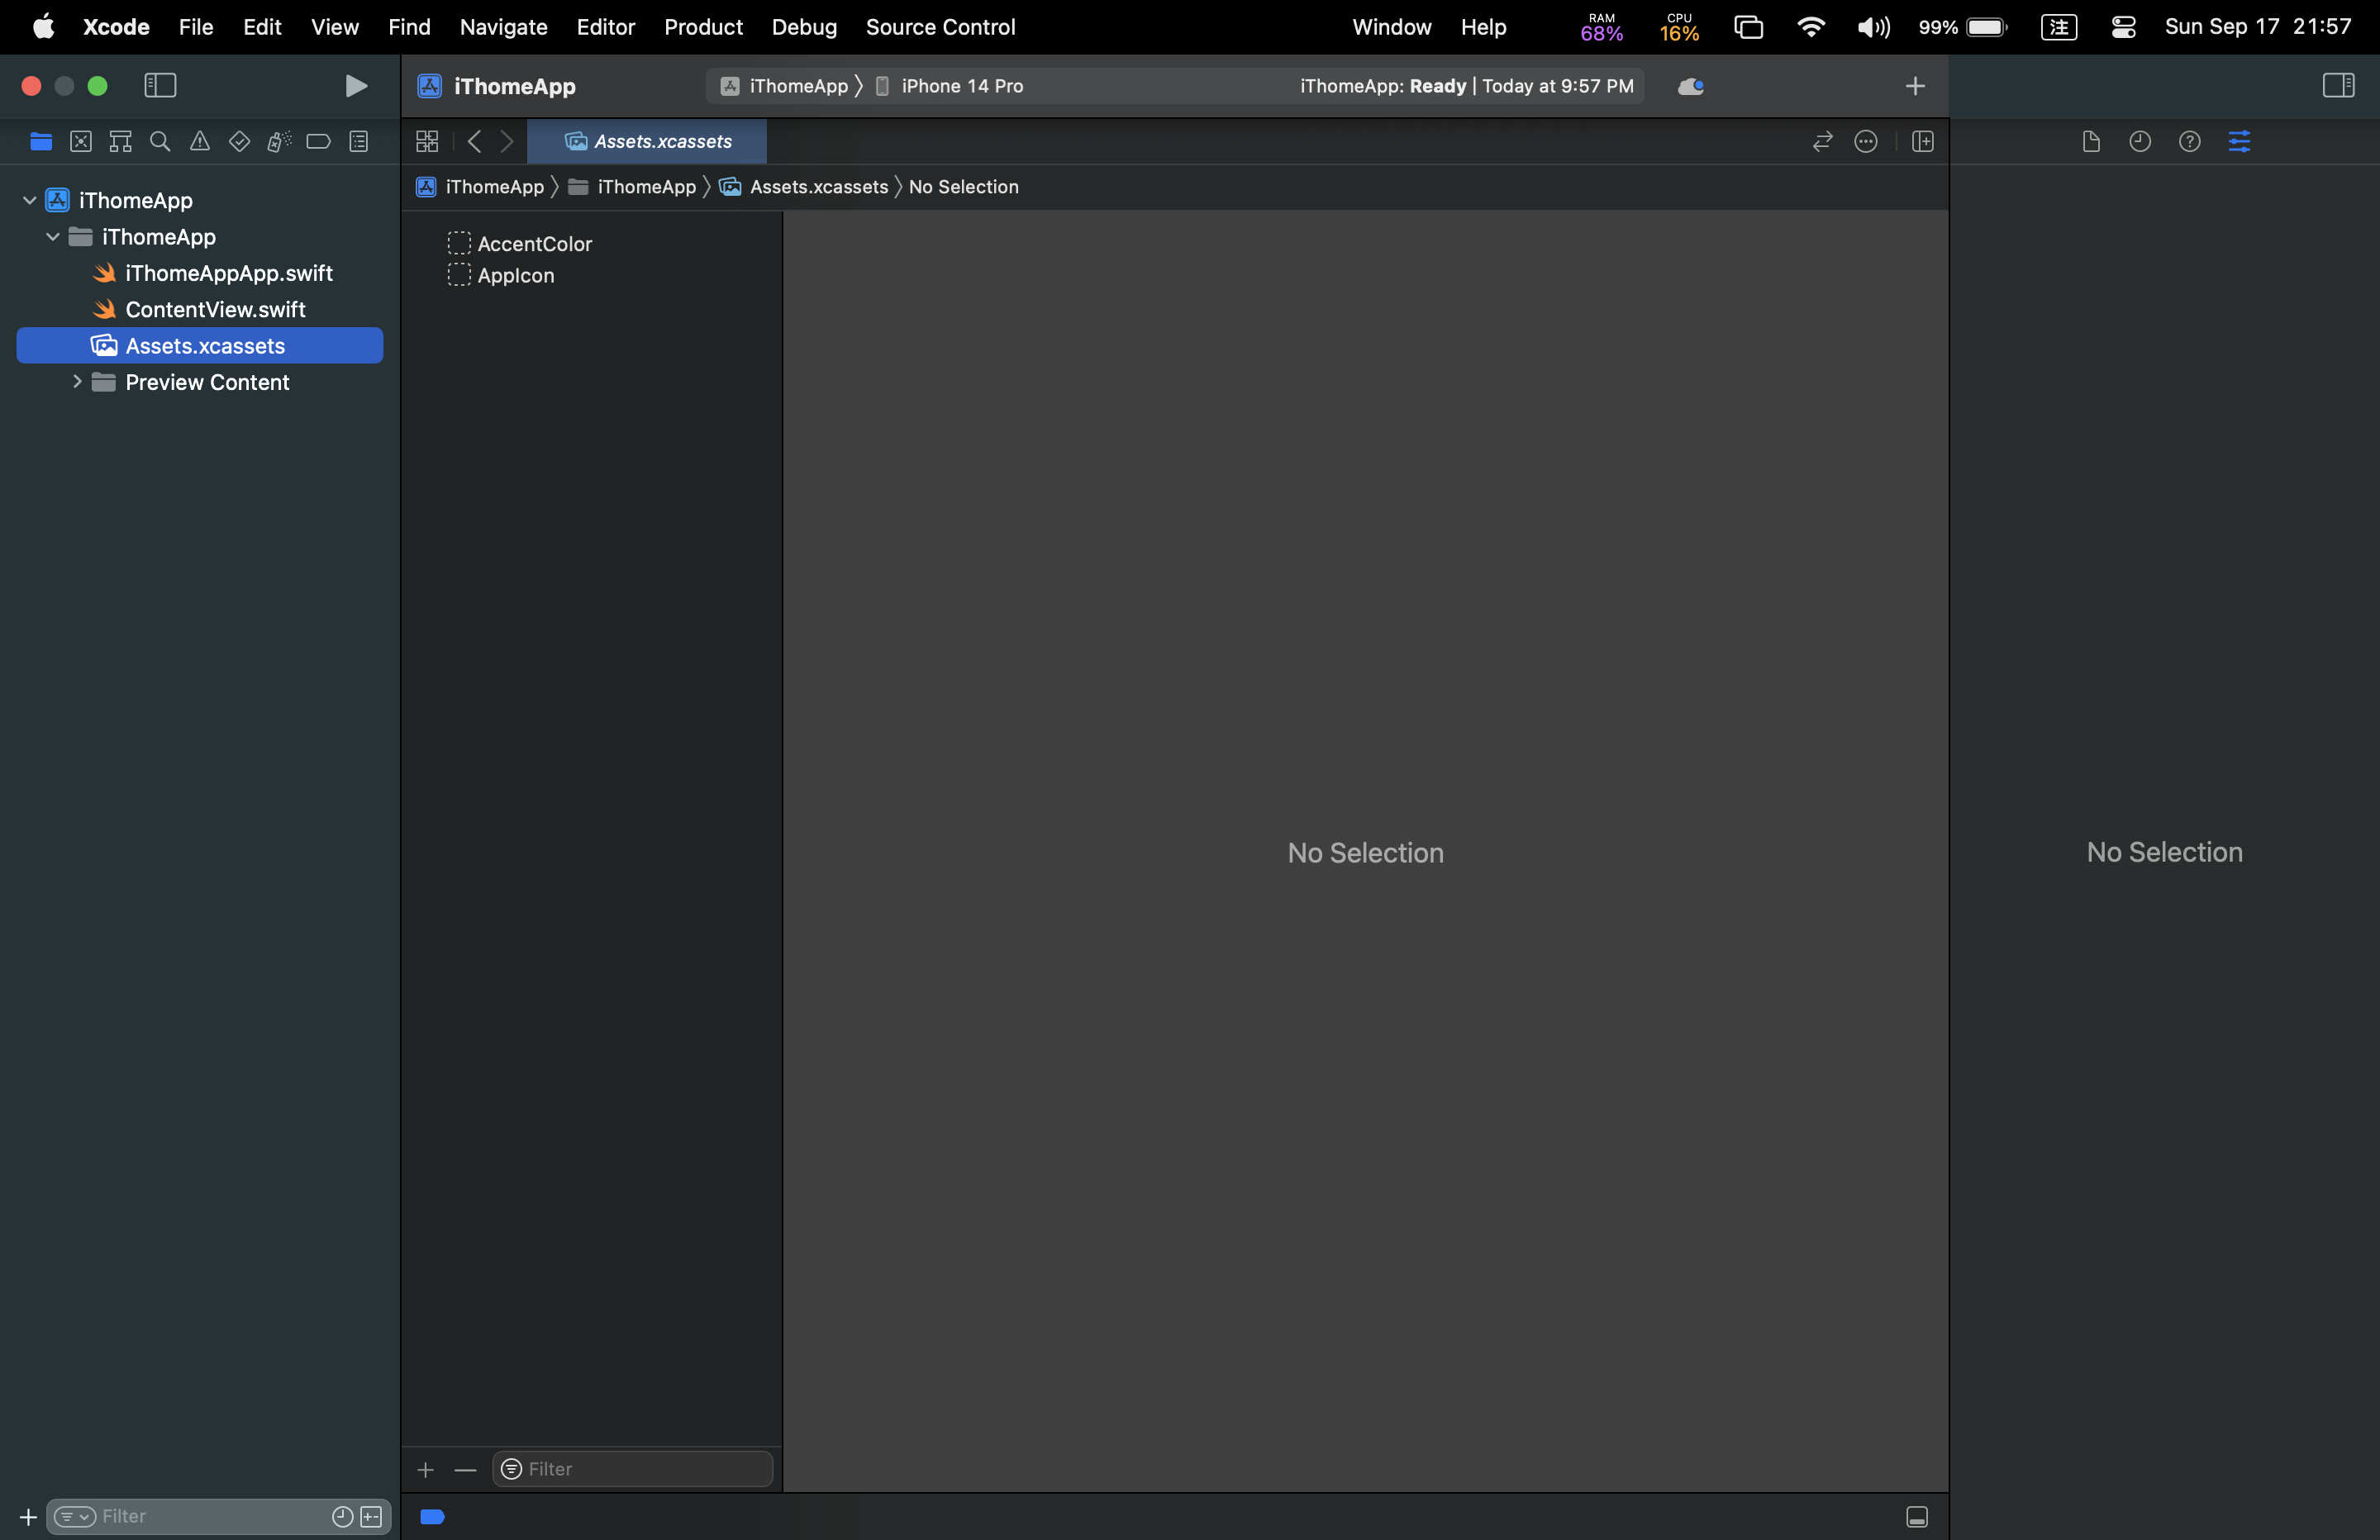 Xcode File Edit View Find Navigate Editor Product Debug Source Control Window Help RAM 68% CPU 16% 99% 注 Sun Sep 17 21:57
iThomeApp iThomeApp iPhone 14 Pro iThomeApp: Ready | Today at 9:57 PM
Assets.xcassets
iThomeApp iThomeApp Assets.xcassets No Selection
iThomeApp
iThomeApp
iThomeAppApp.swift
ContentView.swift
Assets.xcassets
Preview Content
AccentColor
AppIcon
No Selection
No Selection
Filter
Filter